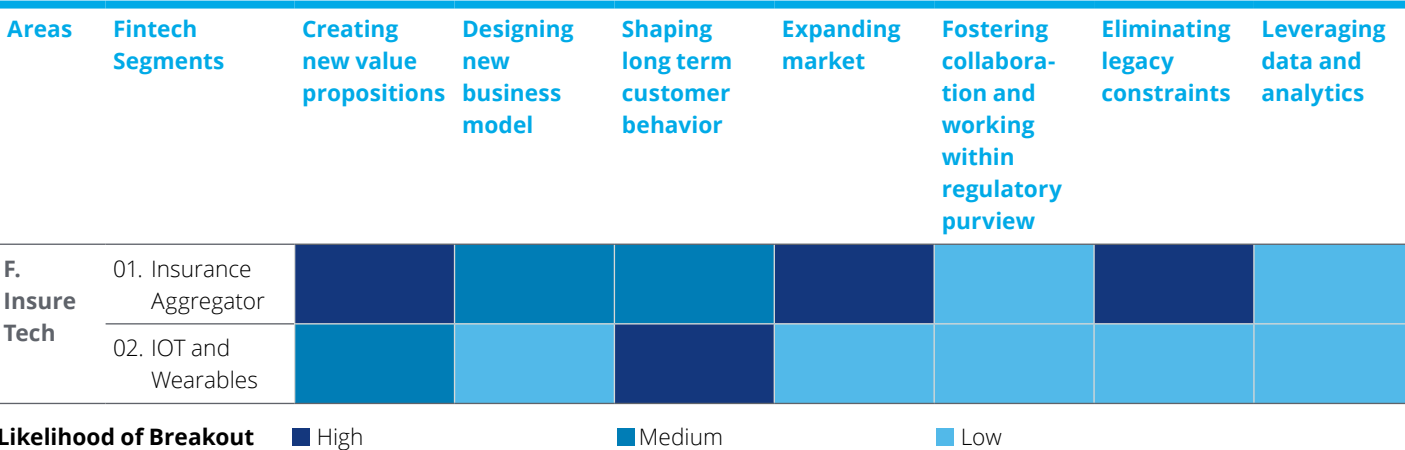 Areas
Fintech
Segments
Creating
new value
propositions
Designing
new
business
model
Shaping
long term
customer
behavior
Expanding
market
Fostering
collabora-
tion and
working
within
regulatory
purview
Eliminating
legacy
constraints
Leveraging
data and
analytics
F.
Insure
Tech
01. Insurance
Aggregator
02. IOT and
Wearables
Likelihood of Breakout
High
Medium
Low